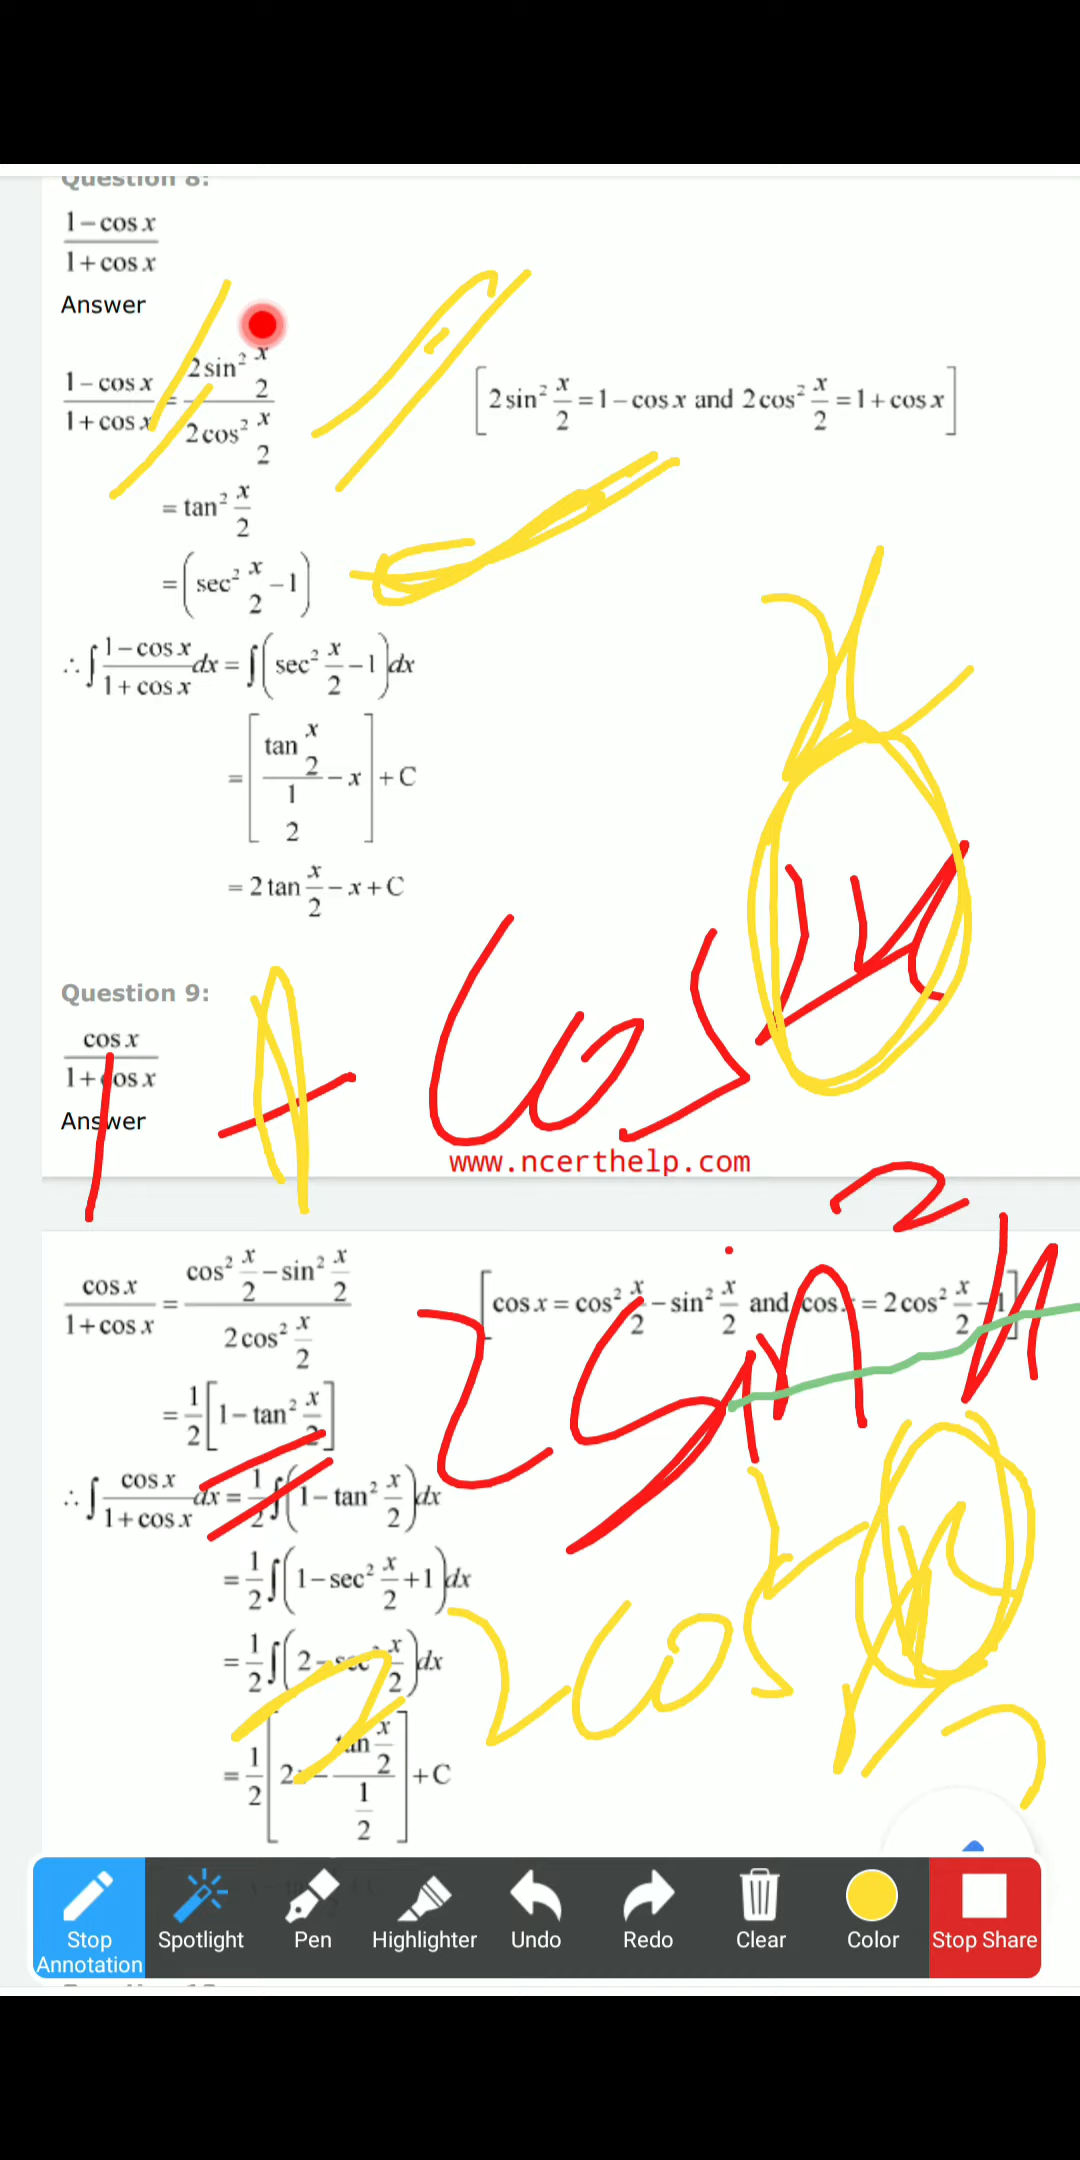 Question 8:
1 − cos x / 1 + cos x
Answer
1 − cos x / 1 + cos x = 2 sin² x/2 / 2 cos² x/2 [2 sin² x/2 = 1 − cos x and 2 cos² x/2 = 1 + cos x]
= tan² x/2
= (sec² x/2 − 1)
∴ ∫ 1 − cos x / 1 + cos x dx = ∫ (sec² x/2 − 1) dx
= [tan x/2 / 1/2 − x] + C
= 2 tan x/2 − x + C
Question 9:
cos x / 1 + cos x
Answer
1 + cos
www.ncerthelp.com
cos x / 1 + cos x = cos² x/2 − sin² x/2 / 2 cos² x/2 [cos x = cos² x/2 − sin² x/2 and cos x = 2 cos² x/2 − 1]
2 sin² x
= 1/2 [1 − tan² x/2]
∴ ∫ cos x / 1 + cos x dx = 1/2 ∫ (1 − tan² x/2) dx
= 1/2 ∫ (1 − sec² x/2 + 1) dx
= 1/2 ∫ (2 − sec² x/2) dx
2 cos
= 1/2 [2x − tan x/2 / 1/2] + C
Stop Annotation Spotlight Pen Highlighter Undo Redo Clear Color Stop Share